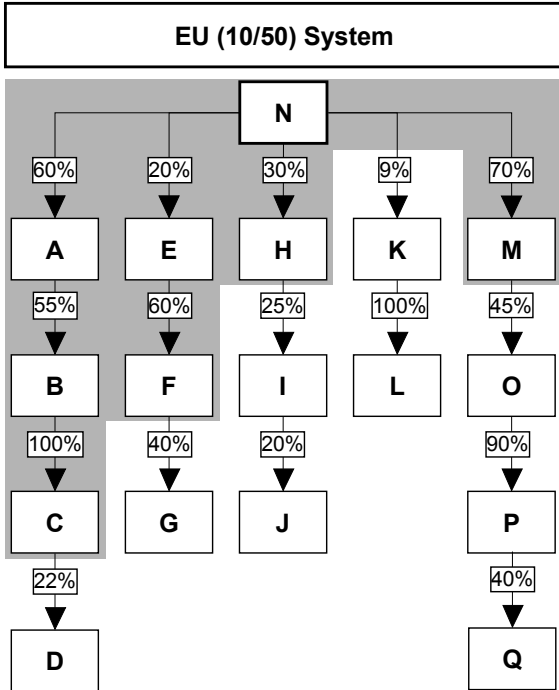 EU (10/50) System
N
60% 20% 30% 9% 70%
A E H K M
55% 60% 25% 100% 45%
B F I L O
100% 40% 20% 90%
C G J P
22% 40%
D Q